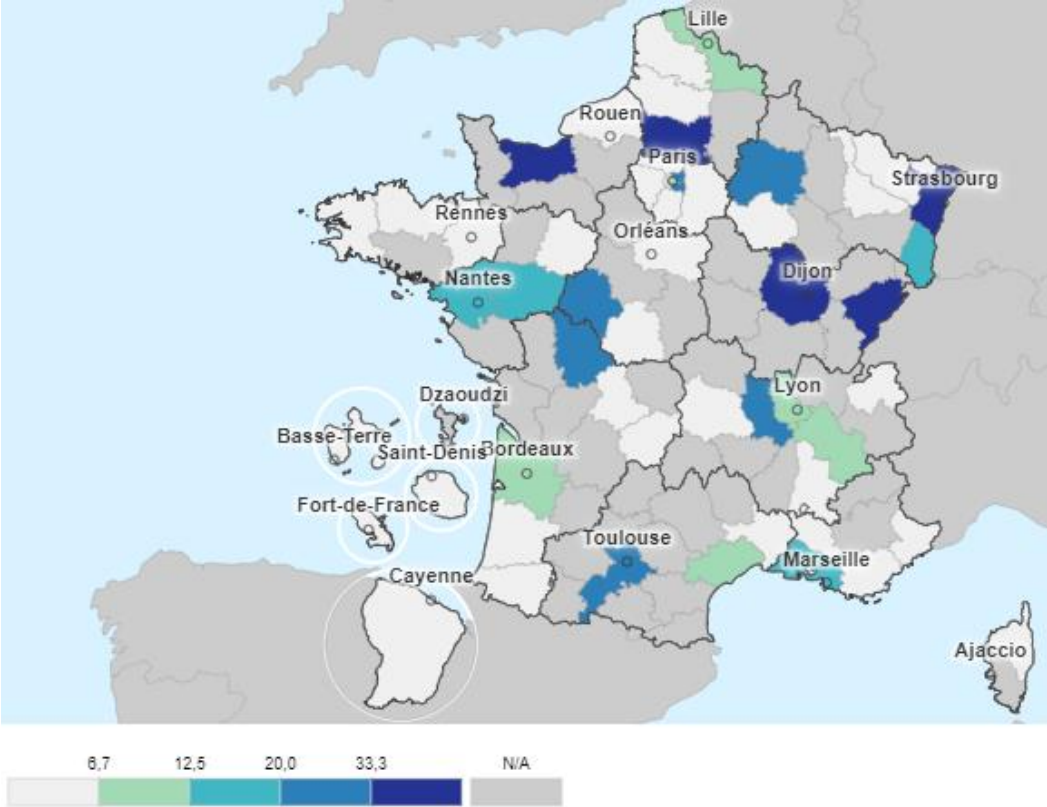 Lille
Rouen
Paris
Strasbourg
Rennes
Orléans
Dijon
Nantes
Lyon
Dzaoudzi
Basse-Terre
Saint-Denis
Bordeaux
Fort-de-France
Toulouse
Marseille
Cayenne
Ajaccio
6,7 12,5 20,0 33,3 N/A